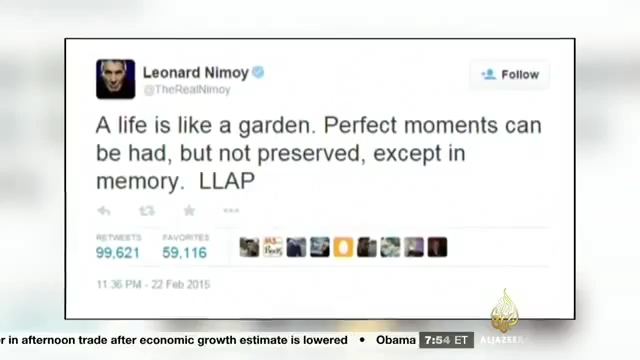 Leonard Nimoy
@TheRealNimoy
Follow
A life is like a garden. Perfect moments can
be had, but not preserved, except in
memory. LLAP
RETWEETS FAVORITES
99,621 59,116
11:36 PM - 22 Feb 2015
r in afternoon trade after economic growth estimate is lowered • Obama 7:54 ET